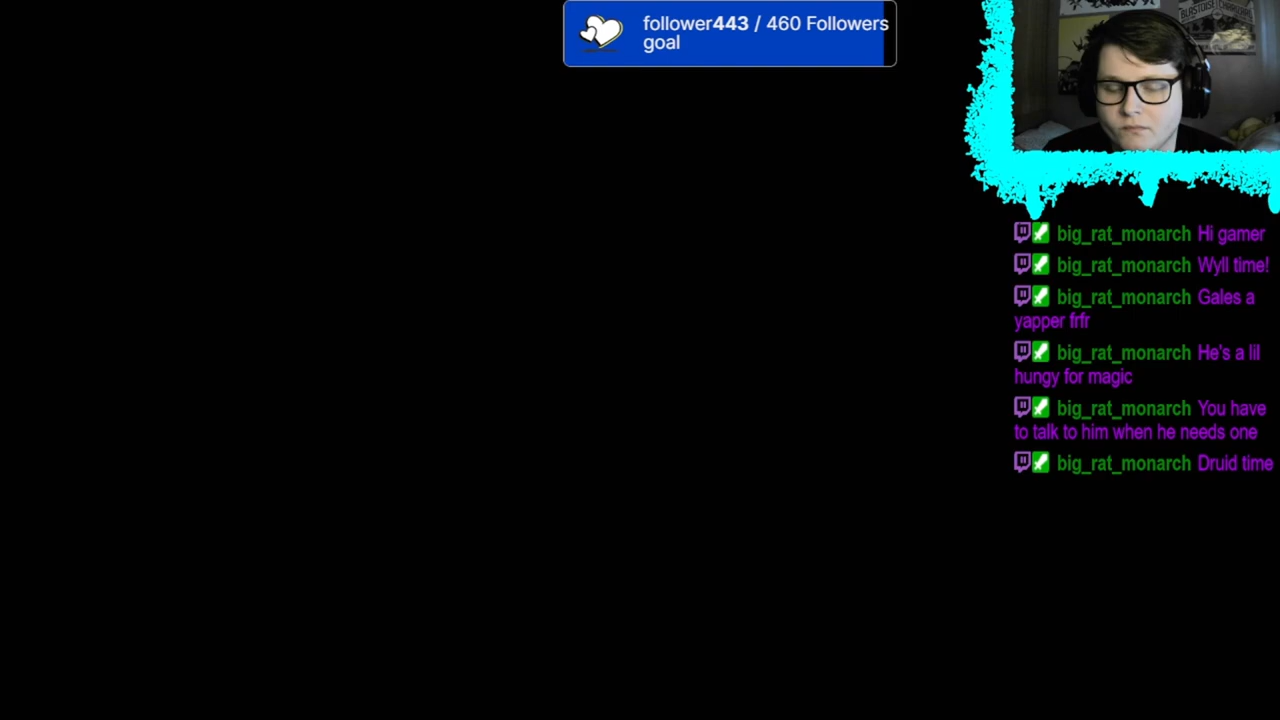 follower443 / 460 Followers
goal
big_rat_monarch Hi gamer
big_rat_monarch Wyll time!
big_rat_monarch Gales a
yapper frfr
big_rat_monarch He's a lil
hungy for magic
big_rat_monarch You have
to talk to him when he needs one
big_rat_monarch Druid time